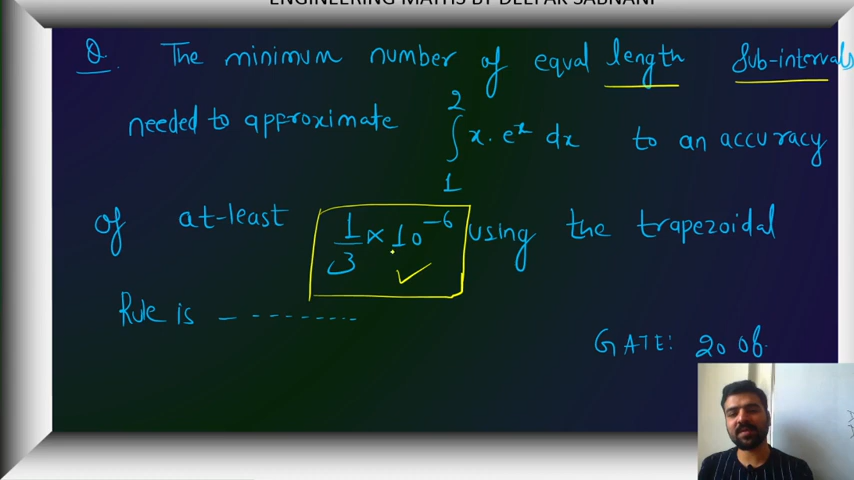 ENGINEERING MATHS BY DEEPAK SABNANI
Q. The minimum number of equal length Sub-intervals
needed to approximate ∫₁² x. eˣ dx to an accuracy
of at-least 1/3 × 10⁻⁶ using the trapezoidal
Rule is _ --------
GATE: 2008